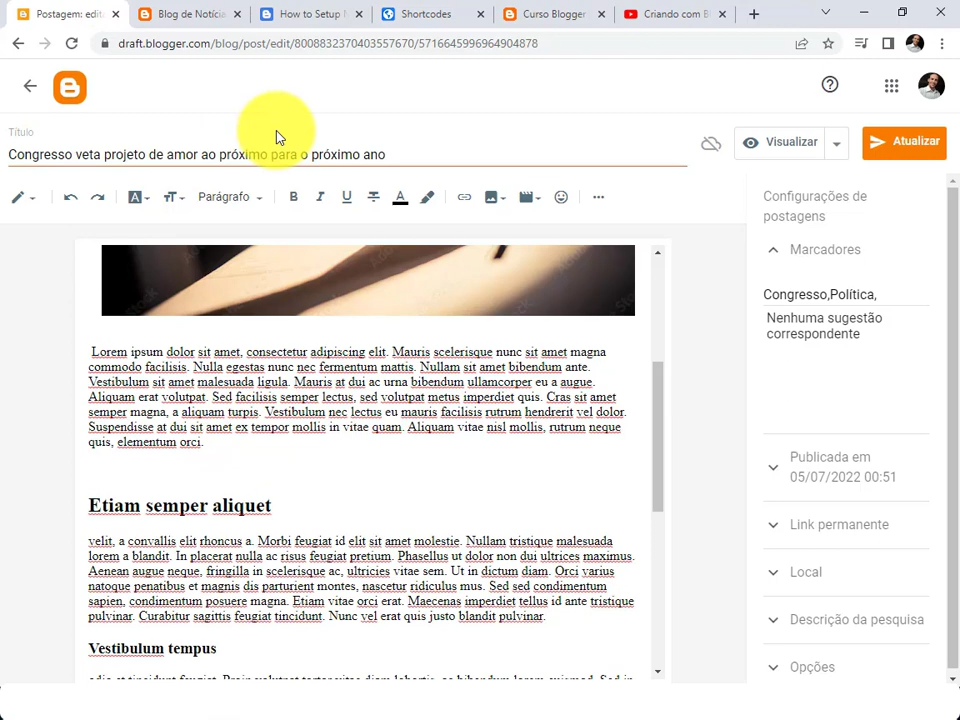 Postagem: edit
Blog de Notícia
How to Setup N
Shortcodes
Curso Blogger
Criando com B
draft.blogger.com/blog/post/edit/8008832370403557670/5716645996964904878
Título
Congresso veta projeto de amor ao próximo para o próximo ano
Visualizar
Atualizar
Parágrafo
B I U A
Lorem ipsum dolor sit amet, consectetur adipiscing elit. Mauris scelerisque nunc sit amet magna
commodo facilisis. Nulla egestas nunc nec fermentum mattis. Nullam sit amet bibendum ante.
Vestibulum sit amet malesuada ligula. Mauris at dui ac urna bibendum ullamcorper eu a augue.
Aliquam erat volutpat. Sed facilisis semper lectus, sed volutpat metus imperdiet quis. Cras sit amet
semper magna, a aliquam turpis. Vestibulum nec lectus eu mauris facilisis rutrum hendrerit vel dolor.
Suspendisse at dui sit amet ex tempor mollis in vitae quam. Aliquam vitae nisl mollis, rutrum neque
quis, elementum orci.
Etiam semper aliquet
velit, a convallis elit rhoncus a. Morbi feugiat id elit sit amet molestie. Nullam tristique malesuada
lorem a blandit. In placerat nulla ac risus feugiat pretium. Phasellus ut dolor non dui ultrices maximus.
Aenean augue neque, fringilla in scelerisque ac, ultricies vitae sem. Ut in dictum diam. Orci varius
natoque penatibus et magnis dis parturient montes, nascetur ridiculus mus. Sed sed condimentum
sapien, condimentum posuere magna. Etiam vitae orci erat. Maecenas imperdiet tellus id ante tristique
pulvinar. Curabitur sagittis feugiat tincidunt. Nunc vel erat quis justo blandit pulvinar.
Vestibulum tempus
Configurações de
postagens
Marcadores
Congresso,Política,
Nenhuma sugestão
correspondente
Publicada em
05/07/2022 00:51
Link permanente
Local
Descrição da pesquisa
Opções